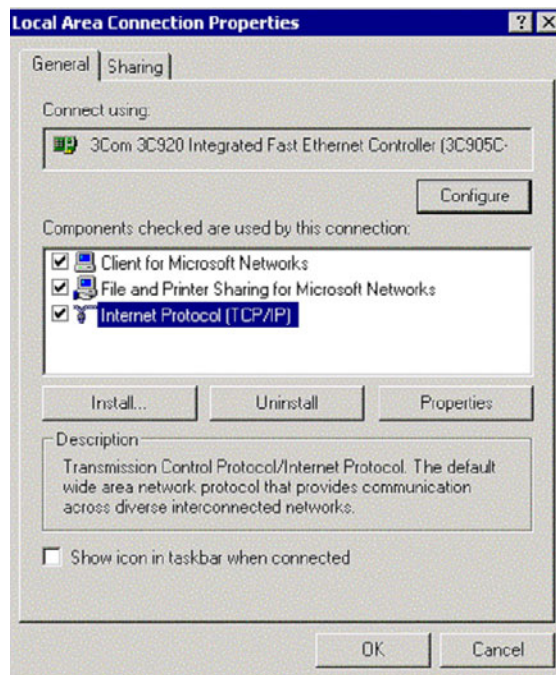 Local Area Connection Properties
General Sharing
Connect using:
3Com 3C920 Integrated Fast Ethernet Controller (3C905C-
Configure
Components checked are used by this connection:
Client for Microsoft Networks
File and Printer Sharing for Microsoft Networks
Internet Protocol (TCP/IP)
Install... Uninstall Properties
Description
Transmission Control Protocol/Internet Protocol. The default
wide area network protocol that provides communication
across diverse interconnected networks.
Show icon in taskbar when connected
OK Cancel